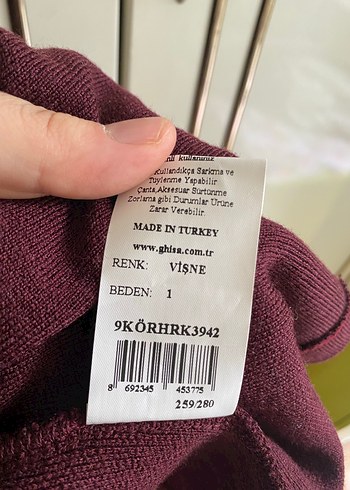 kullanınız
Kullandıkça Sarkma ve
Tüylenme Yapabilir
Çanta,Aksesuar Sürtünme
Zorlama gibi Durumlar Ürüne
Zarar Verebilir.
MADE IN TURKEY
www.ghisa.com.tr
RENK: VİŞNE
BEDEN: 1
9KÖRHRK3942
8 692345 453775
259/280